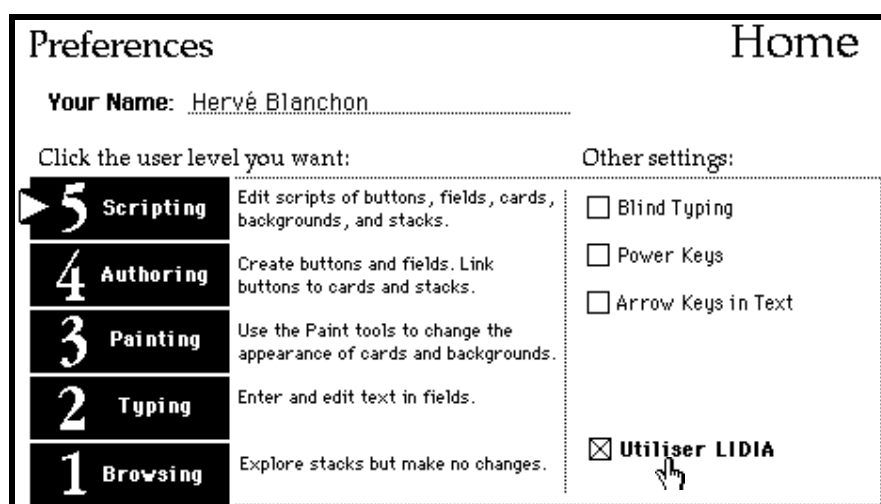 Preferences
Home
Your Name: Hervé Blanchon
Click the user level you want:
Other settings:
5 Scripting
Edit scripts of buttons, fields, cards,
backgrounds, and stacks.
4 Authoring
Create buttons and fields. Link
buttons to cards and stacks.
3 Painting
Use the Paint tools to change the
appearance of cards and backgrounds.
2 Typing
Enter and edit text in fields.
1 Browsing
Explore stacks but make no changes.
Blind Typing
Power Keys
Arrow Keys in Text
Utiliser LIDIA